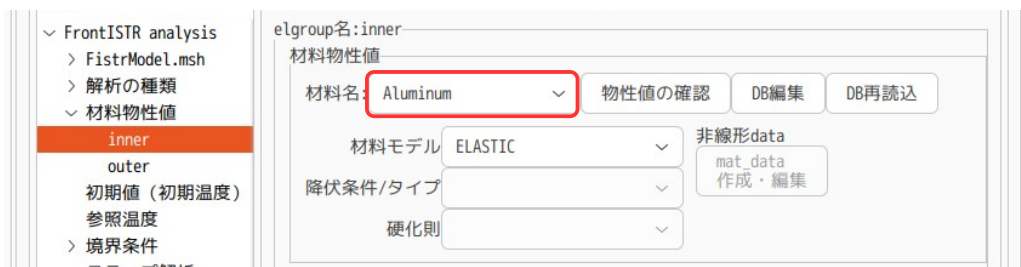 FrontISTR analysis
FistrModel.msh
解析の種類
材料物性値
inner
outer
初期値（初期温度）
参照温度
境界条件
elgroup名:inner
材料物性値
材料名: Aluminum 物性値の確認 DB編集 DB再読込
材料モデル ELASTIC
非線形data
mat_data
作成・編集
降伏条件/タイプ
硬化則